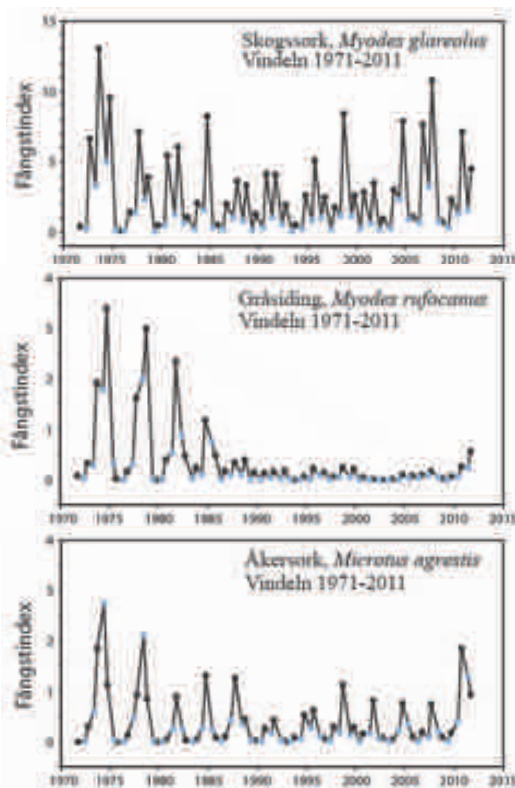 Skogssork, Myodes glareolus
Vindeln 1971-2011
Fångstindex
15
10
5
0
1970 1975 1980 1985 1990 1995 2000 2005 2010 2015
Gråsiding, Myodes rufocanus
Vindeln 1971-2011
Fångstindex
4
3
2
1
0
1970 1975 1980 1985 1990 1995 2000 2005 2010 2015
Åkersork, Microtus agrestis
Vindeln 1971-2011
Fångstindex
4
3
2
1
0
1970 1975 1980 1985 1990 1995 2000 2005 2010 2015